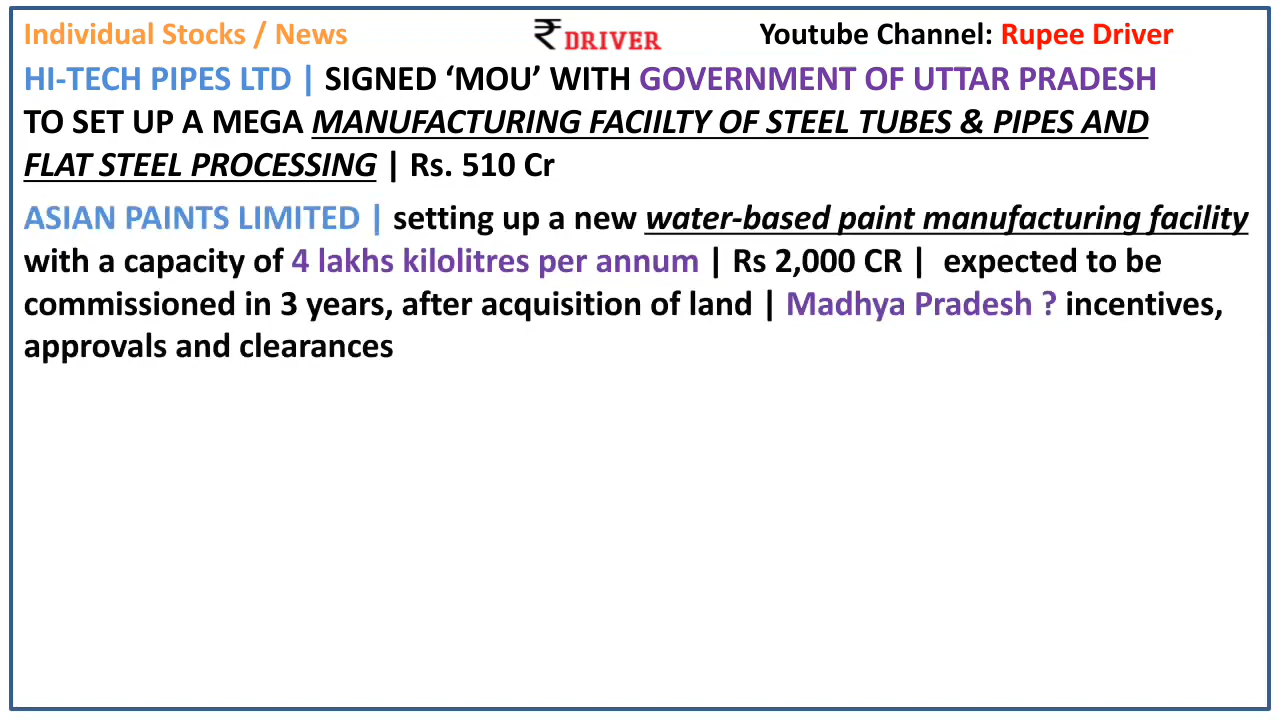 Individual Stocks / News
₹ DRIVER
Youtube Channel: Rupee Driver
HI-TECH PIPES LTD | SIGNED ‘MOU’ WITH GOVERNMENT OF UTTAR PRADESH
TO SET UP A MEGA MANUFACTURING FACIILTY OF STEEL TUBES & PIPES AND
FLAT STEEL PROCESSING | Rs. 510 Cr
ASIAN PAINTS LIMITED | setting up a new water-based paint manufacturing facility
with a capacity of 4 lakhs kilolitres per annum | Rs 2,000 CR | expected to be
commissioned in 3 years, after acquisition of land | Madhya Pradesh ? incentives,
approvals and clearances